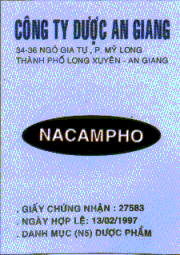 CÔNG TY DƯỢC AN GIANG
34-36 NGÔ GIA TỰ , P. MỸ LONG
THÀNH PHỐ LONG XUYÊN - AN GIANG
NACAMPHO
. GIẤY CHỨNG NHẬN : 27583
. NGÀY HỢP LỆ: 13/02/1997
. DANH MỤC (N5) DƯỢC PHẨM